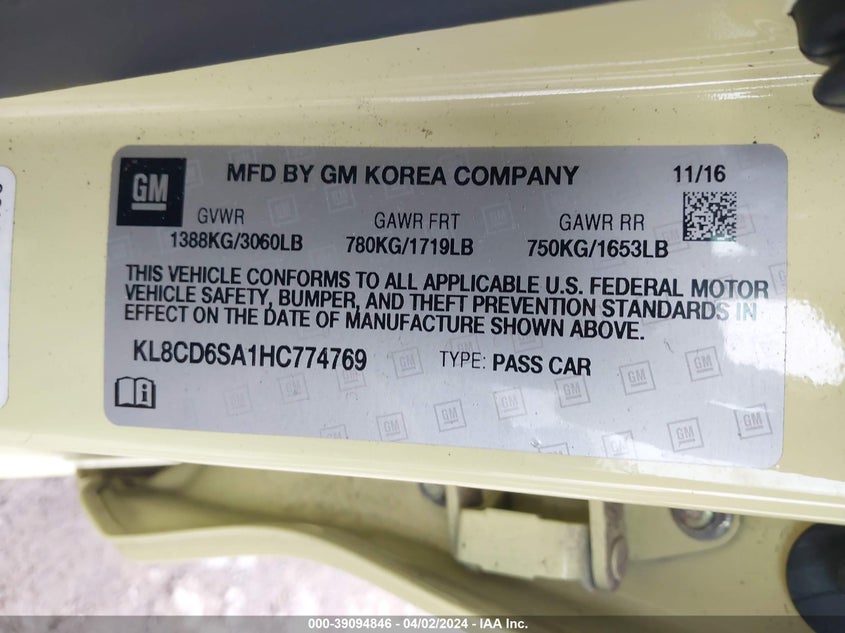 GM
MFD BY GM KOREA COMPANY 11/16
GVWR GAWR FRT GAWR RR
1388KG/3060LB 780KG/1719LB 750KG/1653LB
THIS VEHICLE CONFORMS TO ALL APPLICABLE U.S. FEDERAL MOTOR
VEHICLE SAFETY, BUMPER, AND THEFT PREVENTION STANDARDS IN
EFFECT ON THE DATE OF MANUFACTURE SHOWN ABOVE.
KL8CD6SA1HC774769 TYPE: PASS CAR
000-39094846 - 04/02/2024 - IAA Inc.